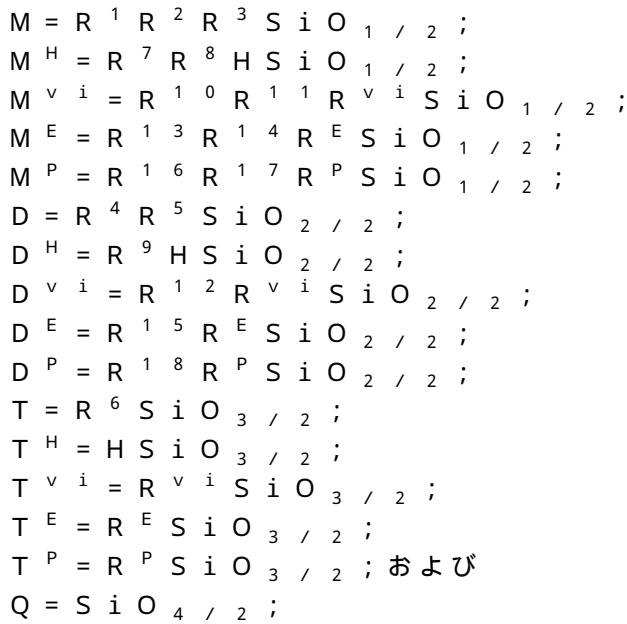 M=R¹R²R³SiO₁/₂;
Mᴴ=R⁷R⁸HSiO₁/₂;
Mᵛⁱ=R¹⁰R¹¹RᵛⁱSiO₁/₂;
Mᴱ=R¹³R¹⁴RᴱSiO₁/₂;
Mᴾ=R¹⁶R¹⁷RᴾSiO₁/₂;
D=R⁴R⁵SiO₂/₂;
Dᴴ=R⁹HSiO₂/₂;
Dᵛⁱ=R¹²RᵛⁱSiO₂/₂;
Dᴱ=R¹⁵RᴱSiO₂/₂;
Dᴾ=R¹⁸RᴾSiO₂/₂;
T=R⁶SiO₃/₂;
Tᴴ=HSiO₃/₂;
Tᵛⁱ=RᵛⁱSiO₃/₂;
Tᴱ=RᴱSiO₃/₂;
Tᴾ=RᴾSiO₃/₂;および
Q=SiO₄/₂;